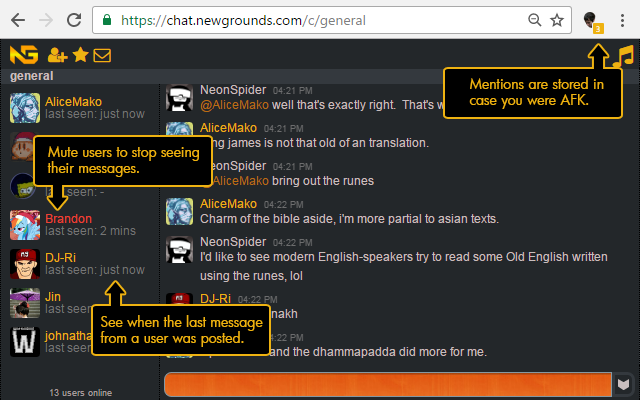 https://chat.newgrounds.com/c/general
3
NG
general
Mentions are stored in
case you were AFK.
AliceMako
last seen: just now
Mute users to stop seeing
their messages.
last seen: -
Brandon
last seen: 2 mins
DJ-Ri
last seen: just now
Jin
last seen
johnatha
last seen
See when the last message
from a user was posted.
13 users online
NeonSpider 04:21 PM
@AliceMako well that's exactly right. That's w
AliceMako 04:21 PM
ng james is not that old of an translation.
NeonSpider 04:21 PM
@AliceMako bring out the runes
AliceMako 04:22 PM
Charm of the bible aside, i'm more partial to asian texts.
NeonSpider 04:22 PM
I'd like to see modern English-speakers try to read some Old English written
using the runes, lol
DJ-Ri 04:22 PM
nakh
04:22 PM
and the dhammapadda did more for me.